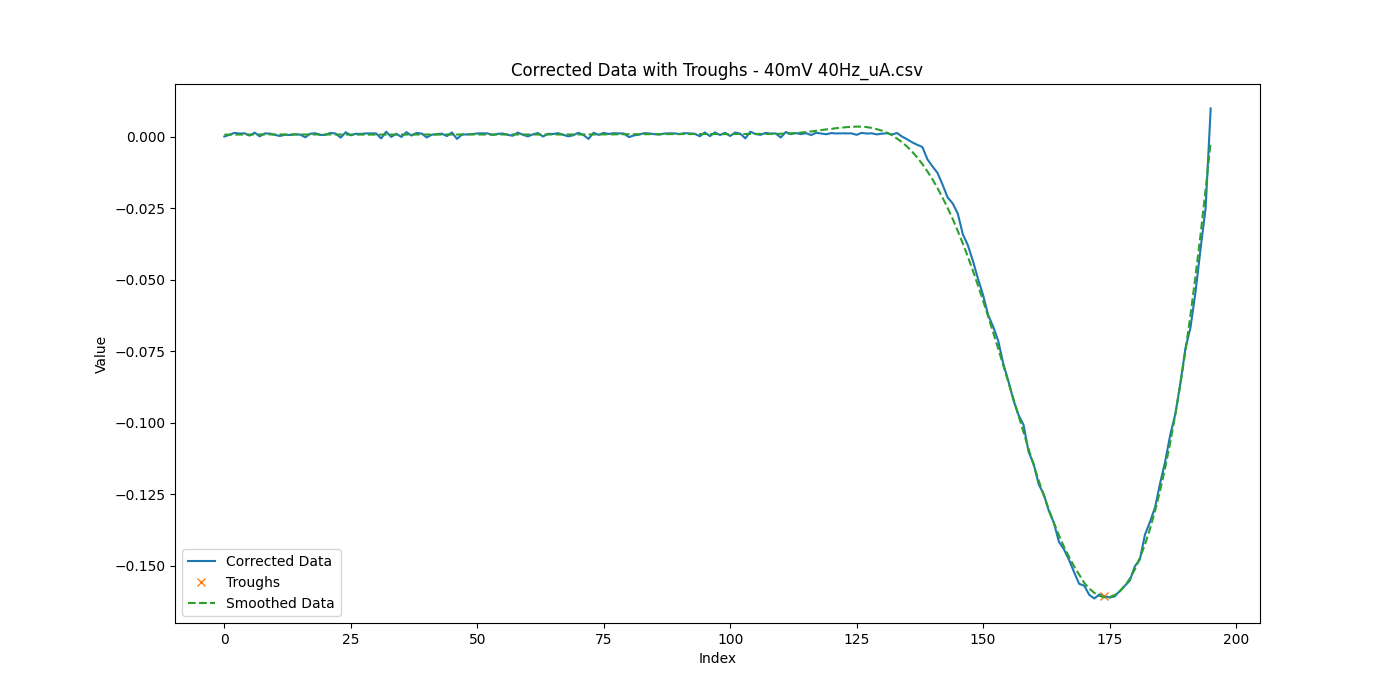 Corrected Data with Troughs - 40mV 40Hz_uA.csv
0.000
−0.025
−0.050
−0.075
−0.100
−0.125
−0.150
Value
Corrected Data
Troughs
Smoothed Data
0 25 50 75 100 125 150 175 200
Index